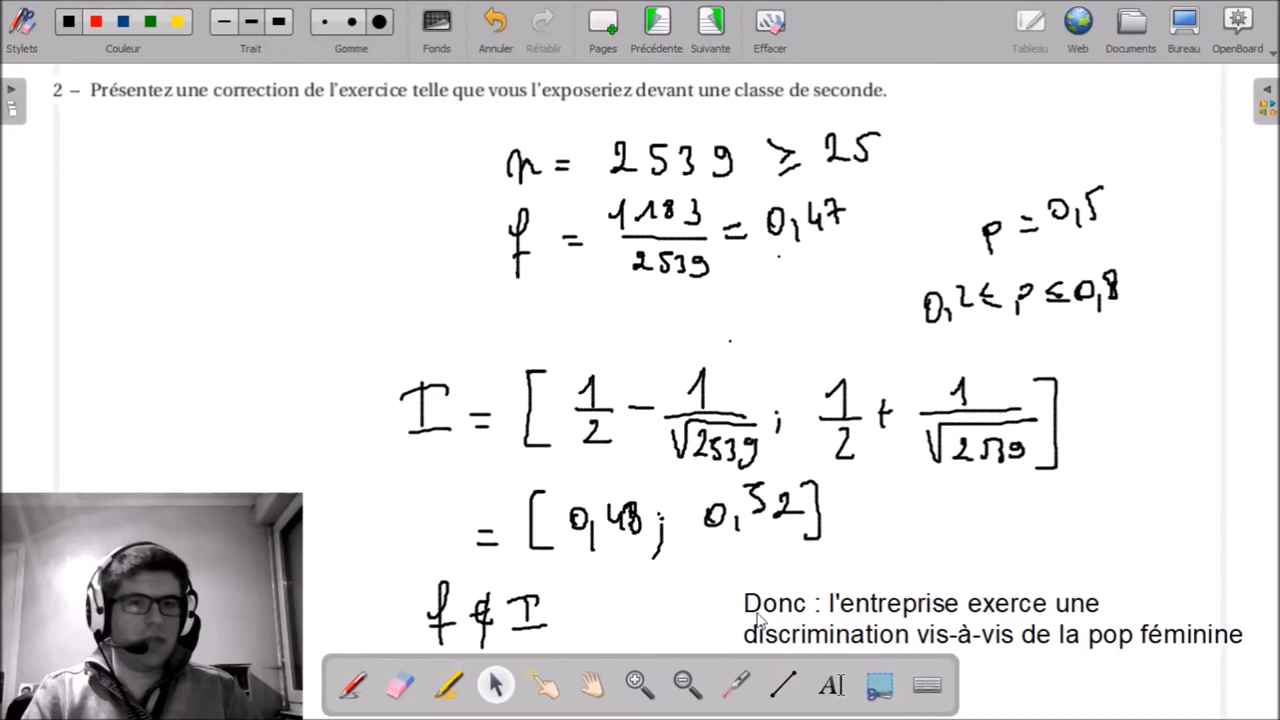 Stylets Couleur Trait Gomme Fonds Annuler Rétablir Pages Précédente Suivante Effacer Tableau Web Documents Bureau OpenBoard
2 – Présentez une correction de l'exercice telle que vous l'exposeriez devant une classe de seconde.
n = 2539 ≥ 25
f = 1183/2539 = 0,47
p = 0,5
0,2 ≤ p ≤ 0,8
I = [ 1/2 - 1/√2539 ; 1/2 + 1/√2539 ]
= [ 0,48 ; 0,52 ]
f ∉ I
Donc : l'entreprise exerce une
discrimination vis-à-vis de la pop féminine
AI